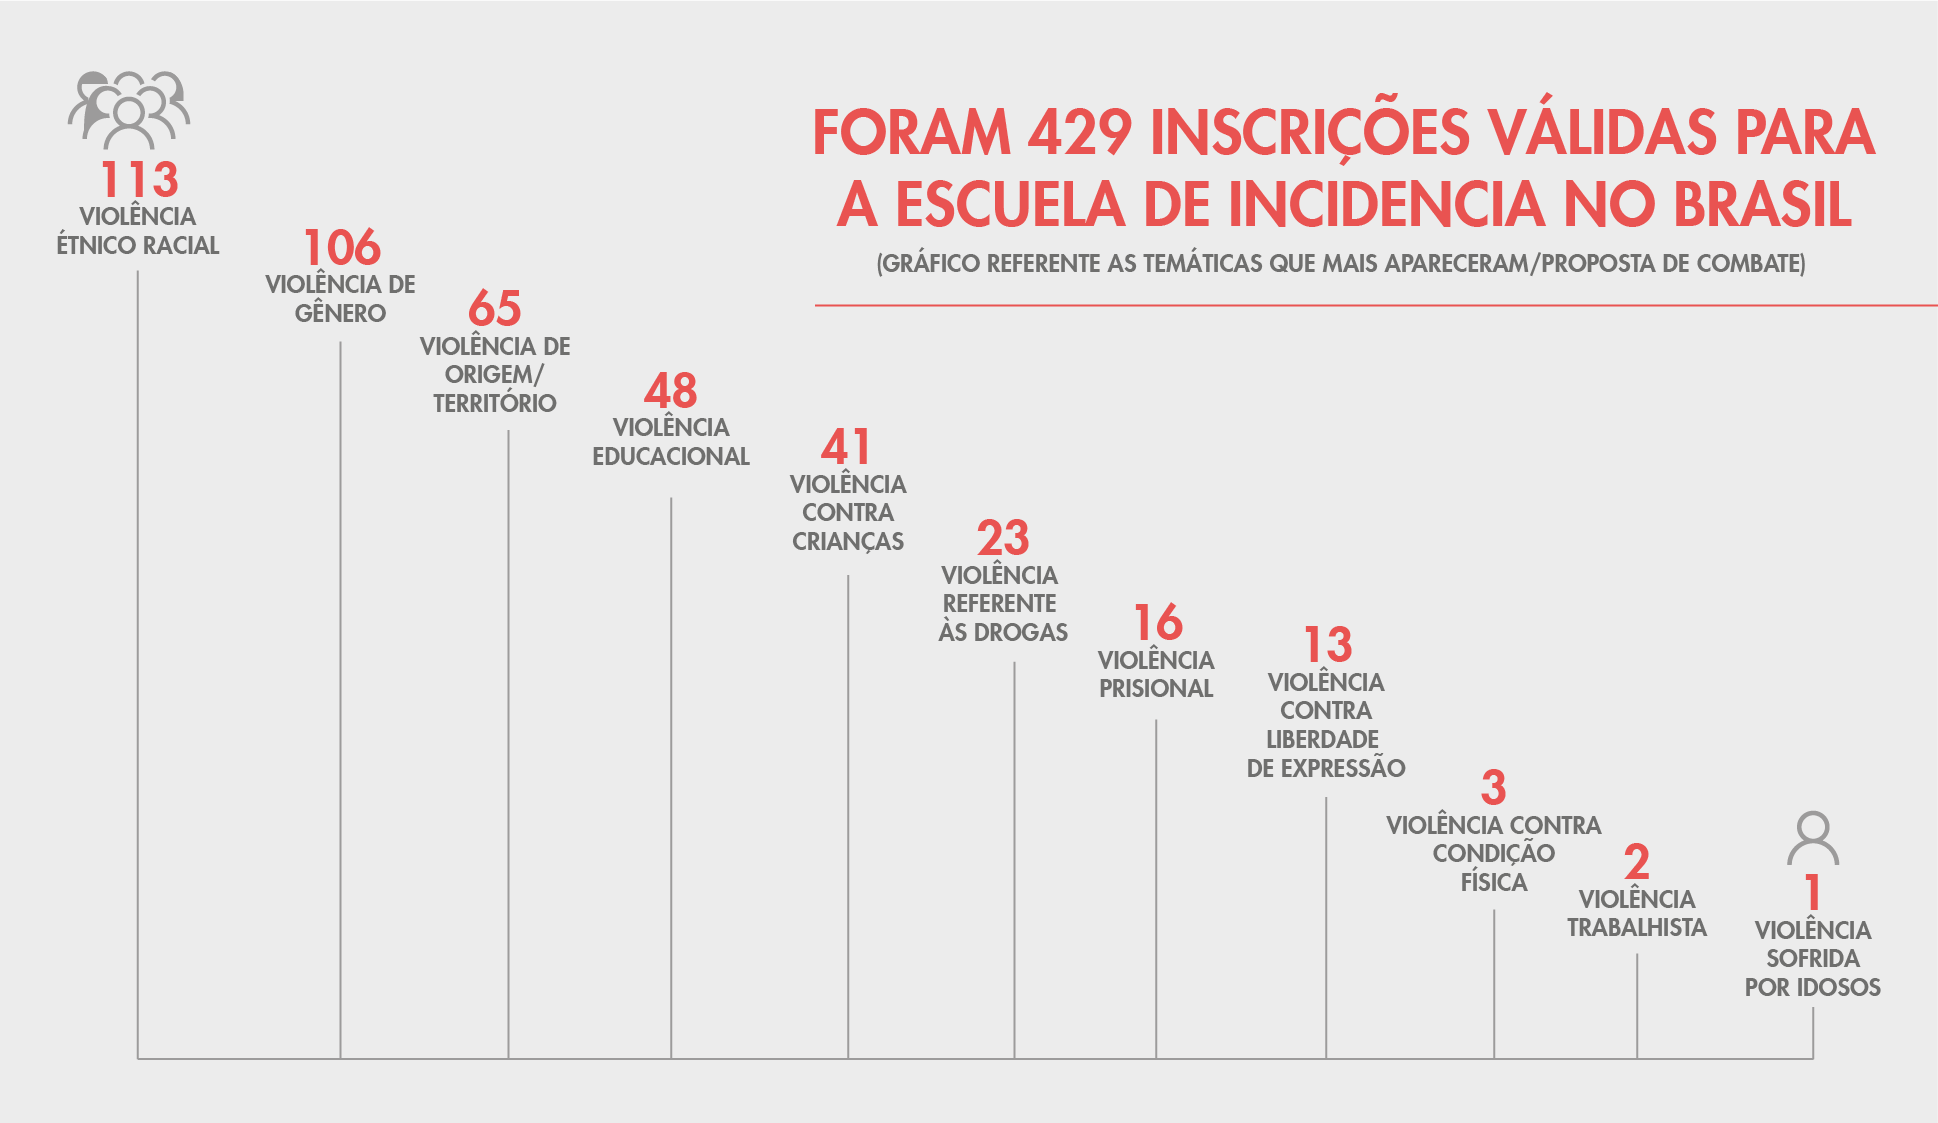 FORAM 429 INSCRIÇÕES VÁLIDAS PARA
A ESCUELA DE INCIDENCIA NO BRASIL
(GRÁFICO REFERENTE AS TEMÁTICAS QUE MAIS APARECERAM/PROPOSTA DE COMBATE)
113
VIOLÊNCIA
ÉTNICO RACIAL
106
VIOLÊNCIA DE
GÊNERO
65
VIOLÊNCIA DE
ORIGEM/
TERRITÓRIO
48
VIOLÊNCIA
EDUCACIONAL
41
VIOLÊNCIA
CONTRA
CRIANÇAS
23
VIOLÊNCIA
REFERENTE
ÀS DROGAS
16
VIOLÊNCIA
PRISIONAL
13
VIOLÊNCIA
CONTRA
LIBERDADE
DE EXPRESSÃO
3
VIOLÊNCIA CONTRA
CONDIÇÃO
FÍSICA
2
VIOLÊNCIA
TRABALHISTA
1
VIOLÊNCIA
SOFRIDA
POR IDOSOS